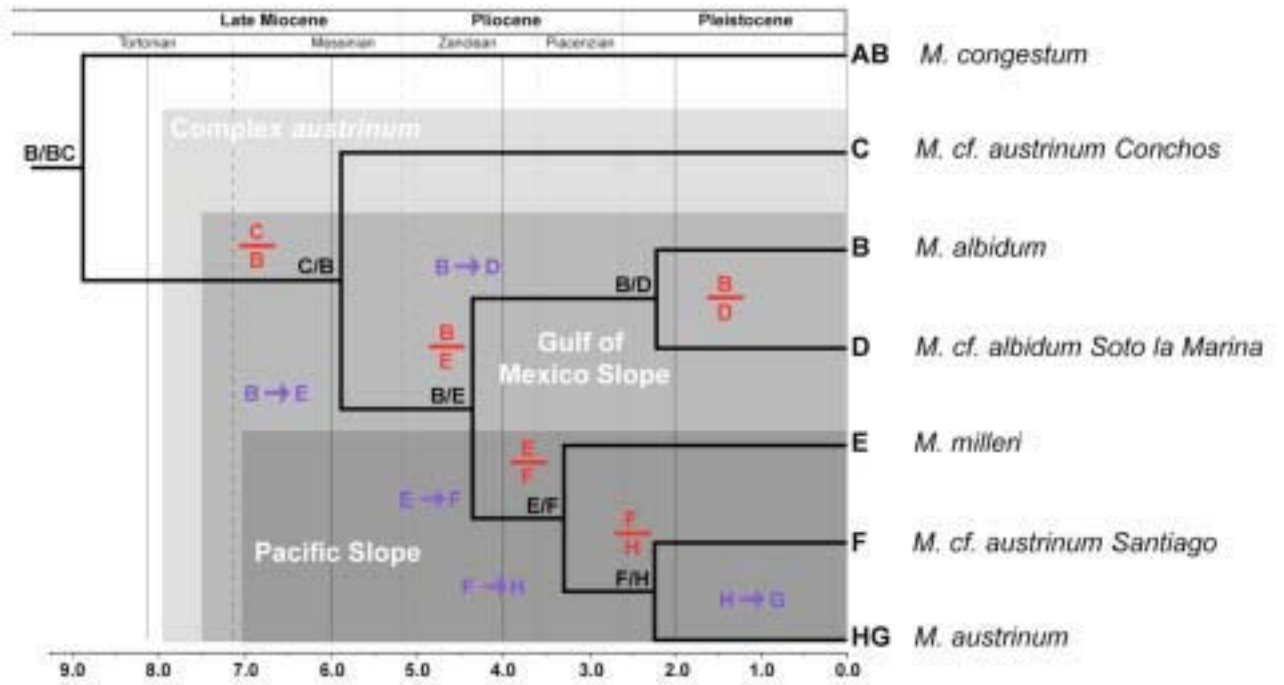 Late Miocene Pliocene Pleistocene
Tortonian Messinian Zanclean Piacenzian
AB M. congestum
Complex austrinum
B/BC
C M. cf. austrinum Conchos
C
B
C/B
B → D
B M. albidum
B/D
B
D
B
E
Gulf of
Mexico Slope
D M. cf. albidum Soto la Marina
B → E
B/E
E M. milleri
E
F
E → F
E/F
Pacific Slope
F
H
F M. cf. austrinum Santiago
F → H
F/H
H → G
HG M. austrinum
9.0 8.0 7.0 6.0 5.0 4.0 3.0 2.0 1.0 0.0